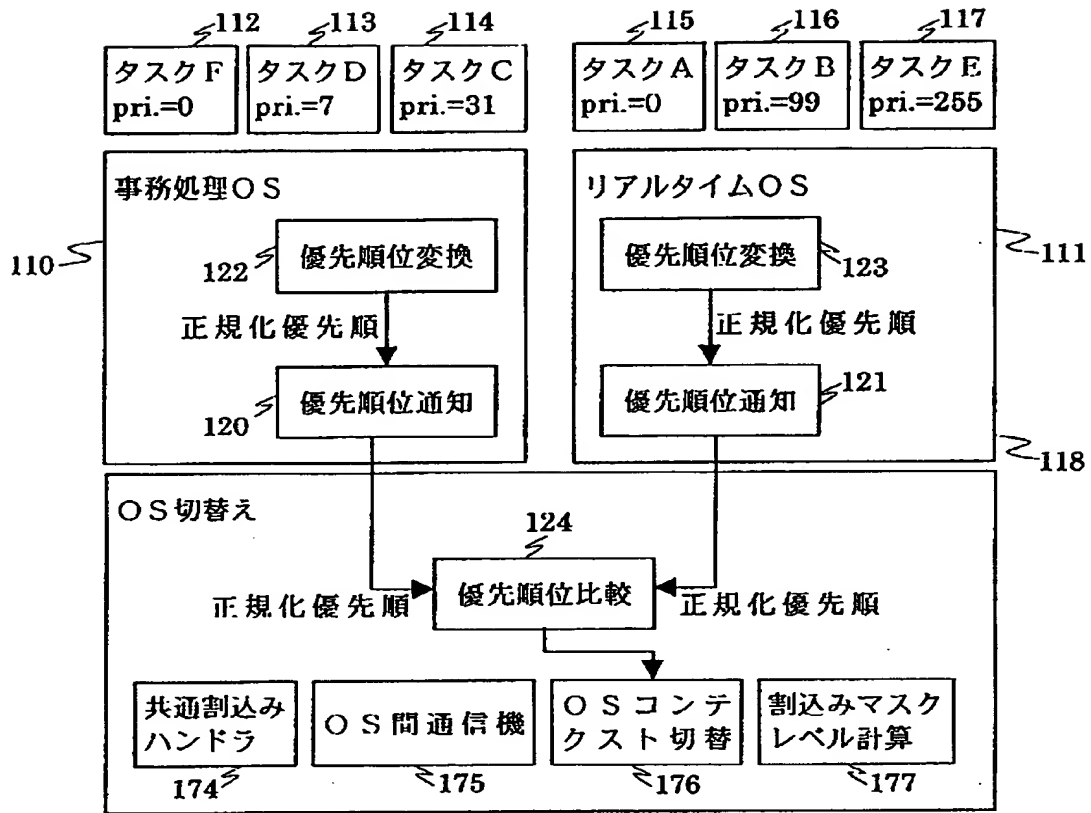 112 113 114 115 116 117
タスクF タスクD タスクC タスクA タスクB タスクE
pri.=0 pri.=7 pri.=31 pri.=0 pri.=99 pri.=255
事務処理OS
リアルタイムOS
110
122
優先順位変換
優先順位変換
123
111
正規化優先順
正規化優先順
120
優先順位通知
優先順位通知
121
118
OS切替え
124
優先順位比較
正規化優先順
正規化優先順
共通割込み
ハンドラ
OS間通信機
OSコンテ
クスト切替
割込みマスク
レベル計算
174 175 176 177